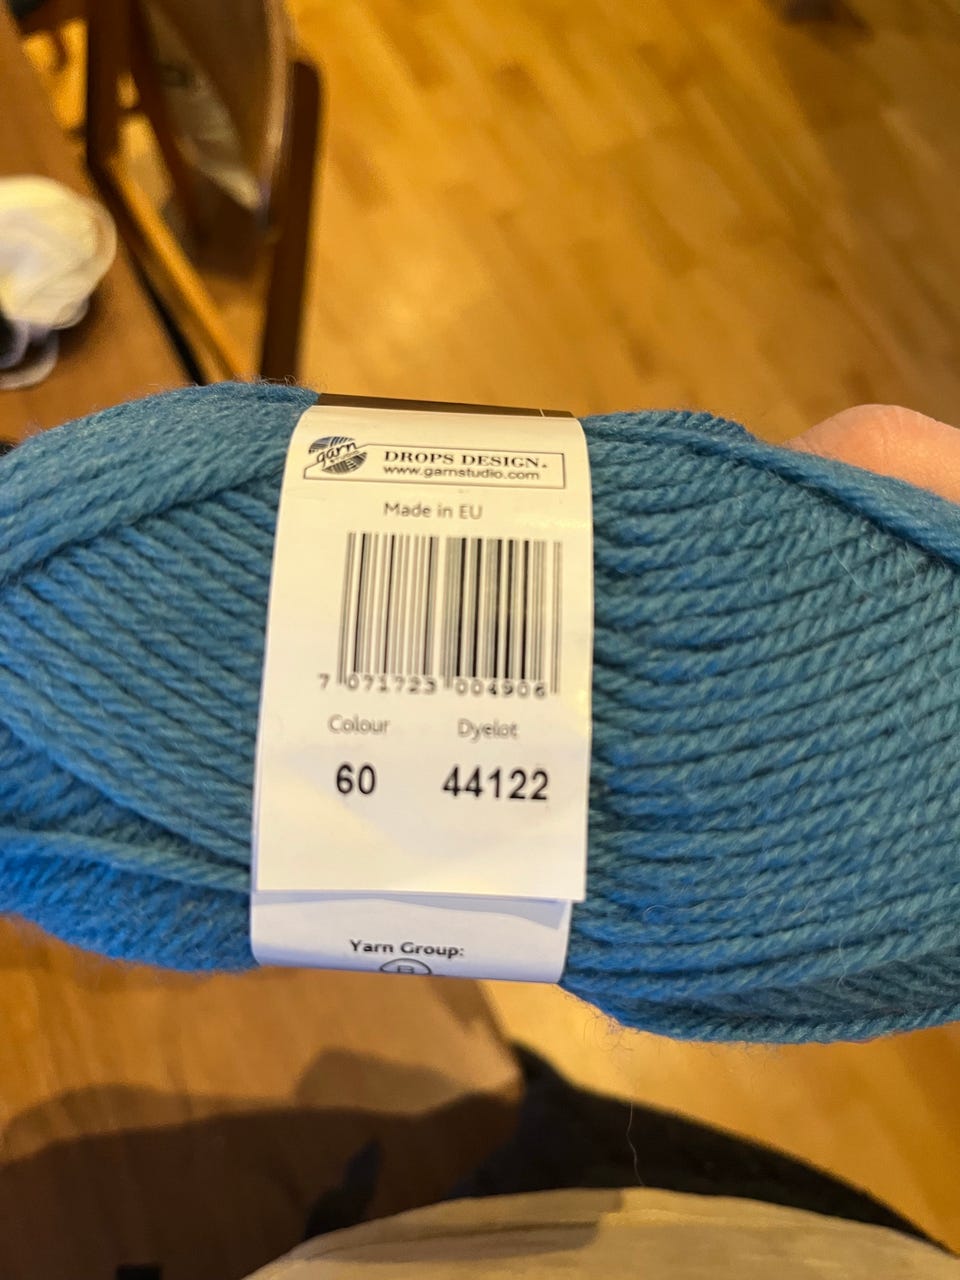 garn
DROPS DESIGN.
www.garnstudio.com
Made in EU
7 071723 004906
Colour Dyelot
60 44122
Yarn Group:
B